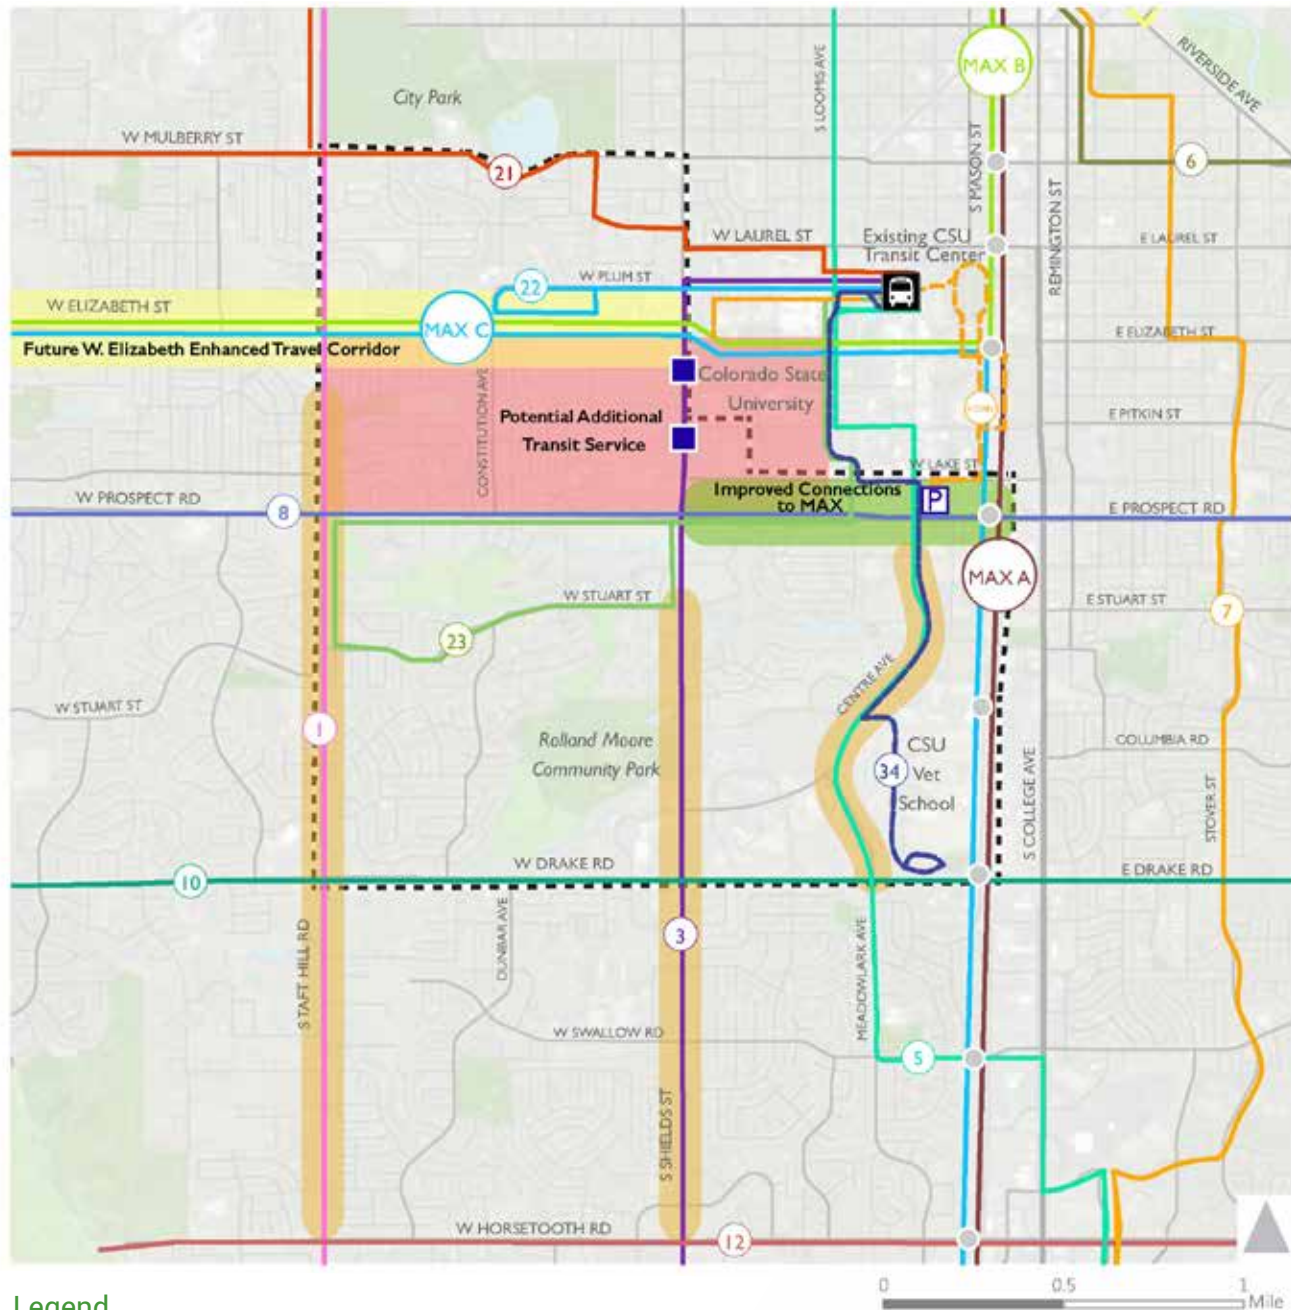 City Park
S LOOMIS AVE
MAX B
RIVERSIDE AVE
W MULBERRY ST
21
S MASON ST
6
REMINGTON ST
W LAUREL ST
Existing CSU
Transit Center
E LAUREL ST
W PLUM ST
22
W ELIZABETH ST
MAX C
E ELIZABETH ST
Future W. Elizabeth Enhanced Travel Corridor
Colorado State
University
CONSTITUTION AVE
Potential Additional
Transit Service
E PITKIN ST
W LAKE ST
W PROSPECT RD
8
Improved Connections
to MAX
P
E PROSPECT RD
MAX A
W STUART ST
E STUART ST
7
23
CENTRE AVE
W STUART ST
1
Rolland Moore
Community Park
CSU
Vet
School
34
COLUMBIA RD
S COLLEGE AVE
STOVER ST
W DRAKE RD
E DRAKE RD
10
S TAFT HILL RD
DUNBAR AVE
3
MEADOWLARK AVE
W SWALLOW RD
5
S SHIELDS ST
W HORSETOOTH RD
12
0 0.5 1
Mile
Legend